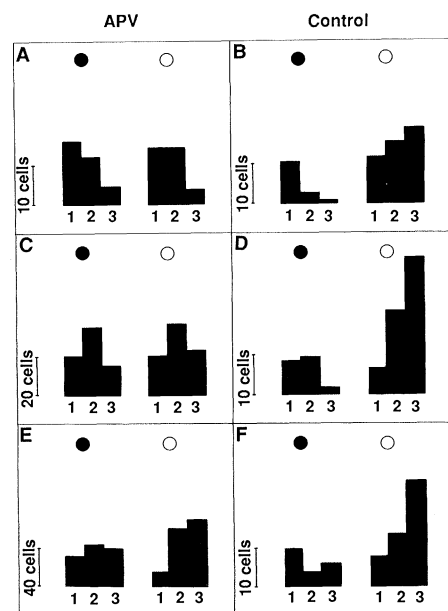 APV Control
A B
10 cells 10 cells
1 2 3 1 2 3 1 2 3 1 2 3
C D
20 cells 10 cells
1 2 3 1 2 3 1 2 3 1 2 3
E F
40 cells 10 cells
1 2 3 1 2 3 1 2 3 1 2 3